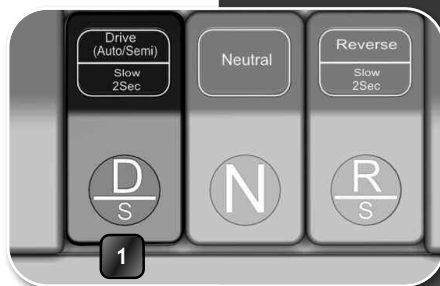 Drive
(Auto/Semi)
Slow
2Sec
Neutral
Reverse
Slow
2Sec
D
S
N
R
S
1